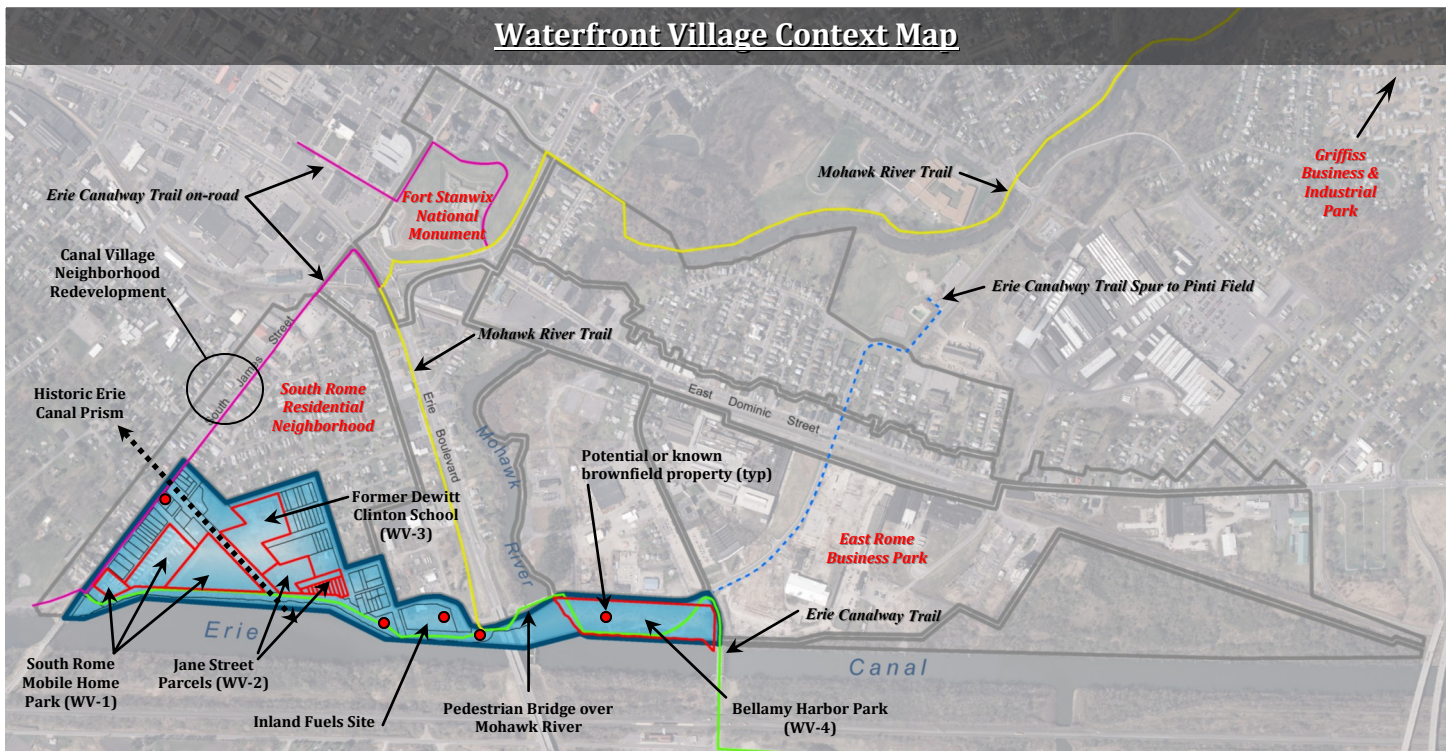 Waterfront Village Context Map
Mohawk River Trail
Griffiss
Business &
Industrial
Park
Erie Canalway Trail on-road
Fort Stanwix
National
Monument
Canal Village
Neighborhood
Redevelopment
Erie Canalway Trail Spur to Pinti Field
Mohawk River Trail
South James Street
Historic Erie
Canal Prism
South Rome
Residential
Neighborhood
Erie Boulevard
East Dominic Street
Mohawk
River
Potential or known
brownfield property (typ)
Former Dewitt
Clinton School
(WV-3)
East Rome
Business Park
Erie Canalway Trail
Erie
Canal
South Rome
Mobile Home
Park (WV-1)
Jane Street
Parcels (WV-2)
Inland Fuels Site
Pedestrian Bridge over
Mohawk River
Bellamy Harbor Park
(WV-4)